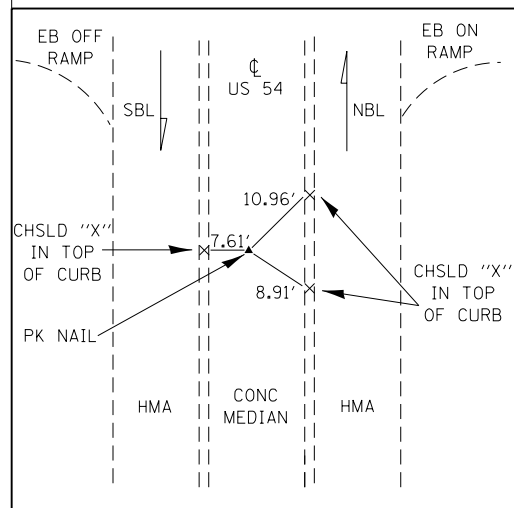 EB OFF
RAMP
℄
US 54
EB ON
RAMP
SBL
NBL
10.96'
CHSLD "X"
IN TOP
OF CURB
7.61'
8.91'
CHSLD "X"
IN TOP
OF CURB
PK NAIL
HMA
CONC
MEDIAN
HMA